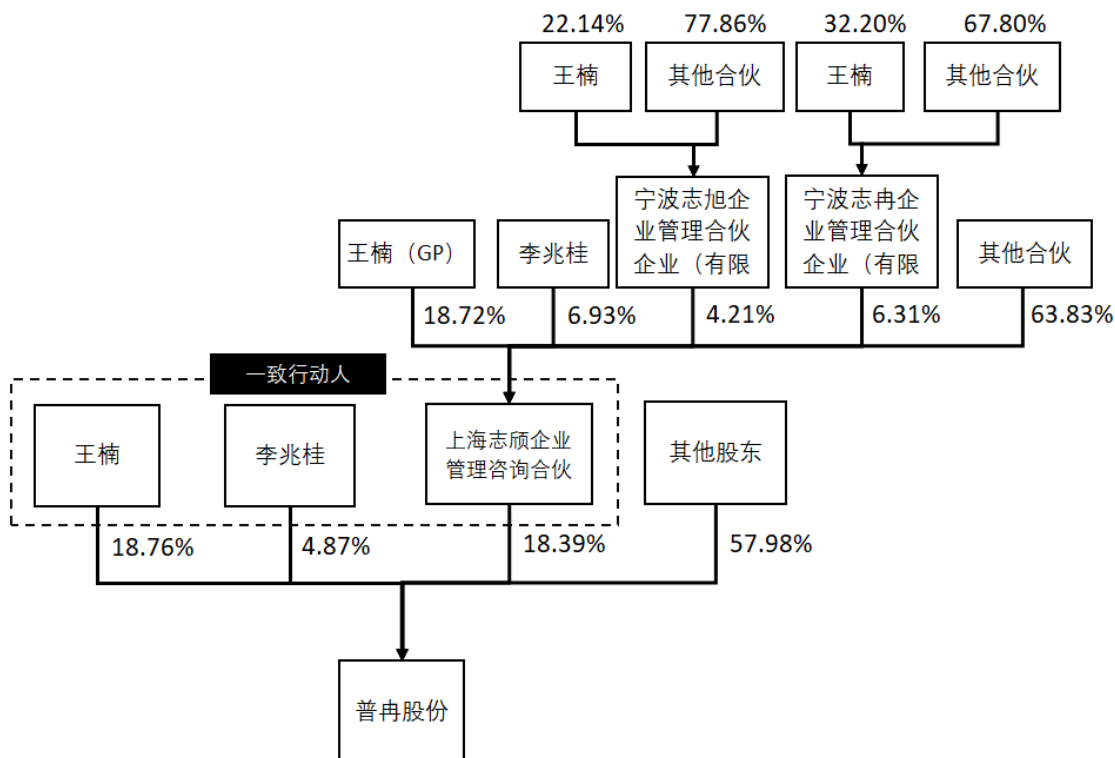 22.14%
77.86%
32.20%
67.80%
王楠
其他合伙
王楠
其他合伙
王楠（GP）
李兆桂
宁波志旭企
业管理合伙
企业（有限
宁波志冉企
业管理合伙
企业（有限
其他合伙
18.72%
6.93%
4.21%
6.31%
63.83%
一致行动人
王楠
李兆桂
上海志颀企业
管理咨询合伙
其他股东
18.76%
4.87%
18.39%
57.98%
普冉股份